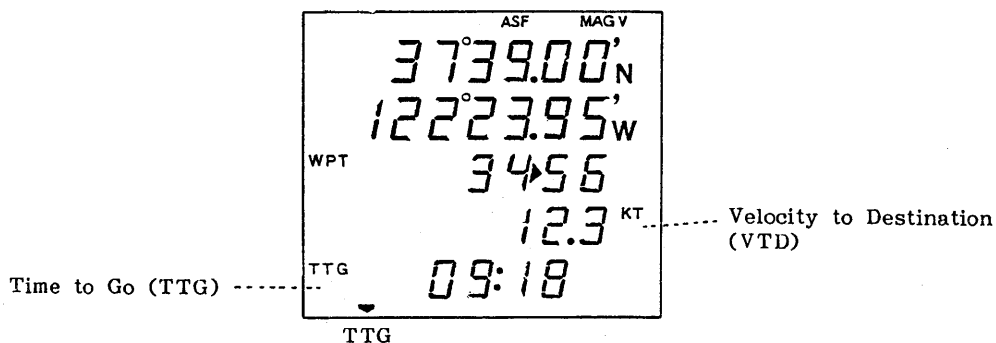 ASF MAG V
37°39.00'N
122°23.95'W
WPT 34▶56
12.3 KT
Velocity to Destination
(VTD)
TTG 09:18
Time to Go (TTG)
TTG